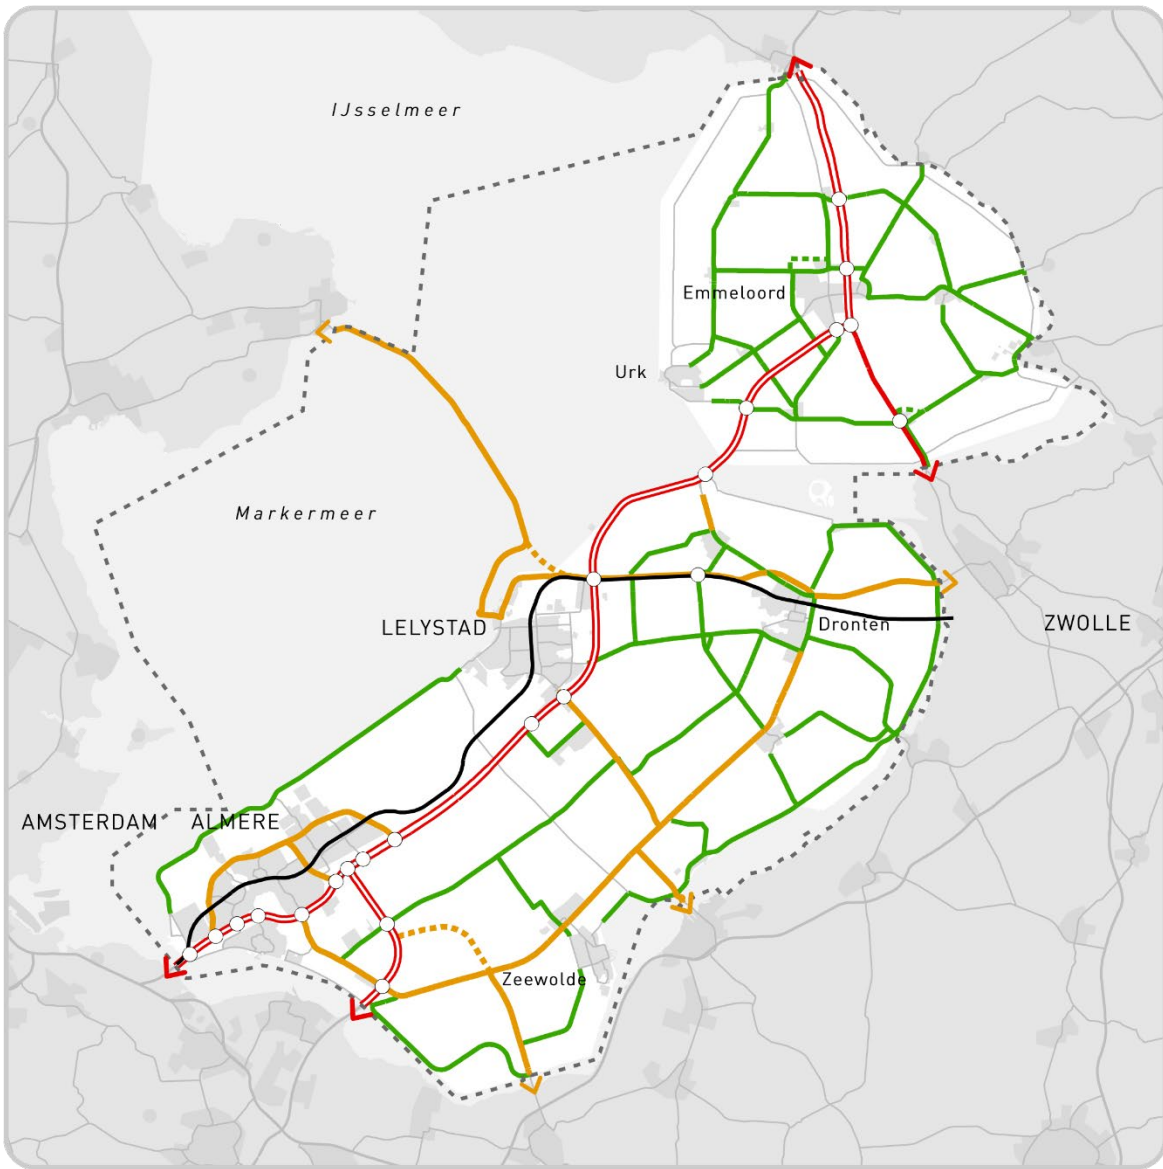 IJsselmeer
Emmeloord
Urk
Markermeer
LELYSTAD
Dronten
ZWOLLE
AMSTERDAM
ALMERE
Zeewolde